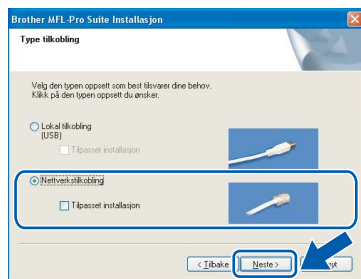 Brother MFL-Pro Suite Installasjon
Type tilkobling
Velg den typen oppsett som best tilsvarer dine behov.
Klikk på den typen oppsett du ønsker.
Lokal tilkobling
(USB)
Tilpasset installasjon
Nettverkstilkobling
Tilpasset installasjon
< Tilbake
Neste >